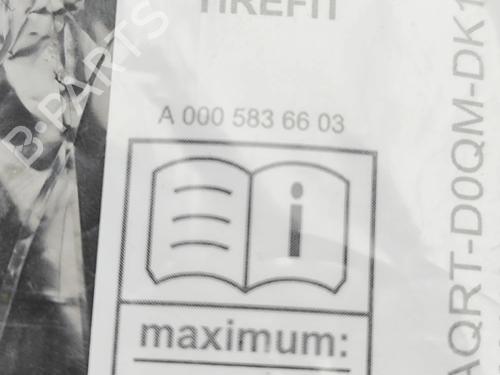 TIREFIT
A 000 583 66 03
i
maximum:
AQRT-D0QM-DK1
B·PARTS